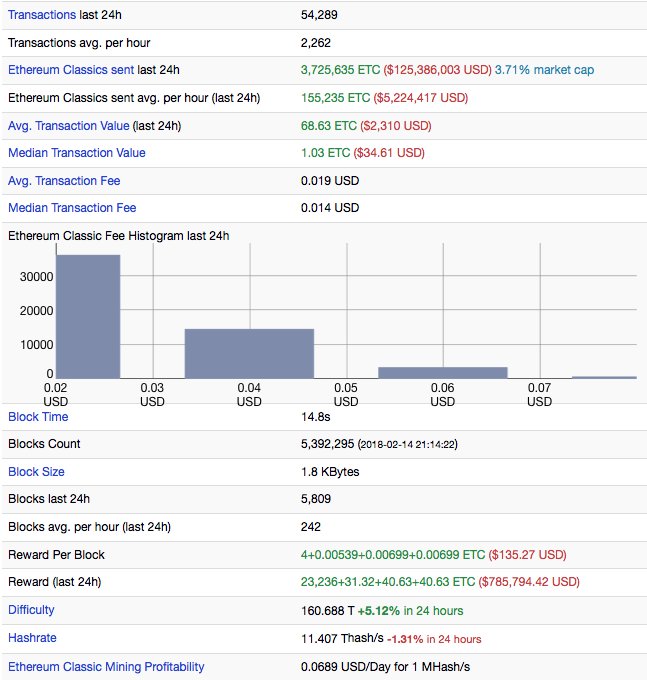 Transactions last 24h 54,289
Transactions avg. per hour 2,262
Ethereum Classics sent last 24h 3,725,635 ETC ($125,386,003 USD) 3.71% market cap
Ethereum Classics sent avg. per hour (last 24h) 155,235 ETC ($5,224,417 USD)
Avg. Transaction Value (last 24h) 68.63 ETC ($2,310 USD)
Median Transaction Value 1.03 ETC ($34.61 USD)
Avg. Transaction Fee 0.019 USD
Median Transaction Fee 0.014 USD
Ethereum Classic Fee Histogram last 24h
30000
20000
10000
0
0.02 0.03 0.04 0.05 0.06 0.07
USD USD USD USD USD USD
Block Time 14.8s
Blocks Count 5,392,295 (2018-02-14 21:14:22)
Block Size 1.8 KBytes
Blocks last 24h 5,809
Blocks avg. per hour (last 24h) 242
Reward Per Block 4+0.00539+0.00699+0.00699 ETC ($135.27 USD)
Reward (last 24h) 23,236+31.32+40.63+40.63 ETC ($785,794.42 USD)
Difficulty 160.688 T +5.12% in 24 hours
Hashrate 11.407 Thash/s -1.31% in 24 hours
Ethereum Classic Mining Profitability 0.0689 USD/Day for 1 MHash/s